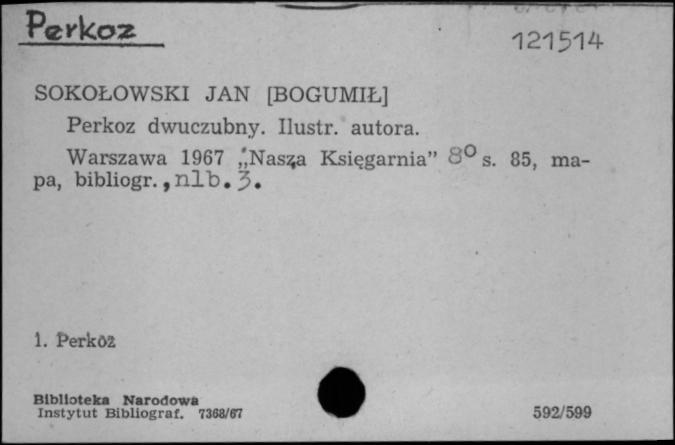 Perkoz
121514
SOKOŁOWSKI JAN [BOGUMIŁ]
Perkoz dwuczubny. Ilustr. autora.
Warszawa 1967 „Nasza Księgarnia” 8° s. 85, ma-
pa, bibliogr., nlb. 3.
1. Perkoz
Biblioteka Narodowa
Instytut Bibliograf. 7368/67
592/599